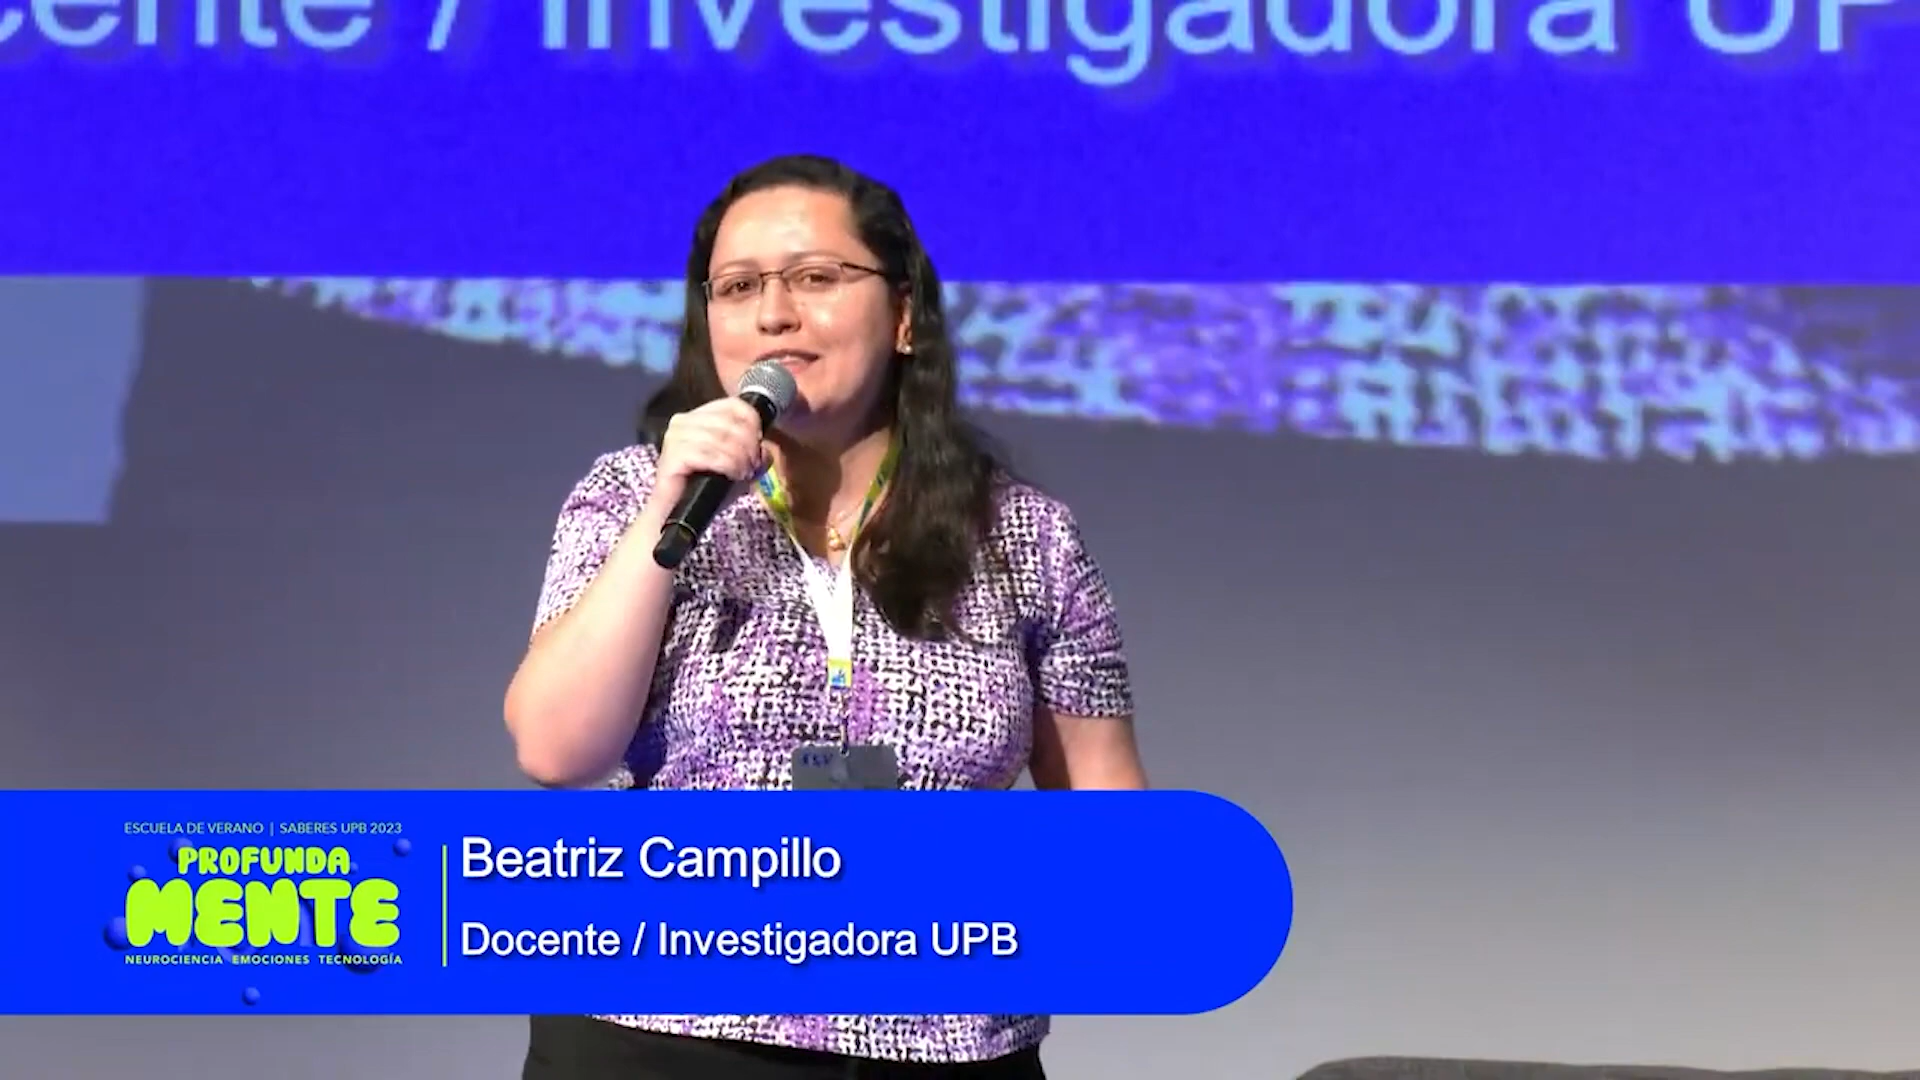 cente / Investigadora UP
ESCUELA DE VERANO | SABERES UPB 2023
PROFUNDA
MENTE
NEUROCIENCIA EMOCIONES TECNOLOGÍA
Beatriz Campillo
Docente / Investigadora UPB